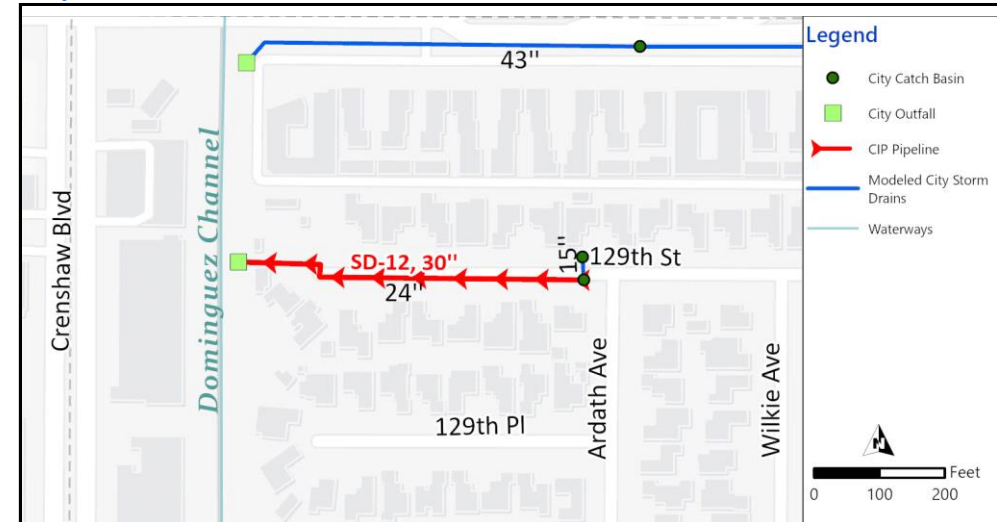 Legend
City Catch Basin
City Outfall
CIP Pipeline
Modeled City Storm
Drains
Waterways
43"
Crenshaw Blvd
Dominguez Channel
15"
129th St
SD-12, 30"
24"
129th Pl
Ardath Ave
Wilkie Ave
N
Feet
0 100 200